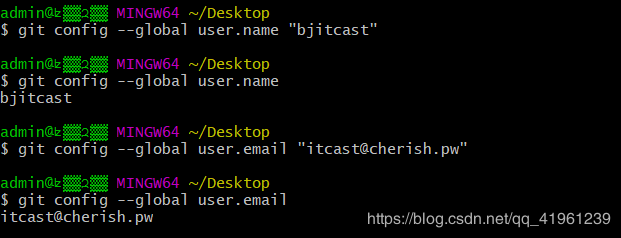 admin@ MINGW64 ~/Desktop
$ git config --global user.name "bjitcast"
admin@ MINGW64 ~/Desktop
$ git config --global user.name
bjitcast
admin@ MINGW64 ~/Desktop
$ git config --global user.email "itcast@cherish.pw"
admin@ MINGW64 ~/Desktop
$ git config --global user.email
itcast@cherish.pw
https://blog.csdn.net/qq_41961239